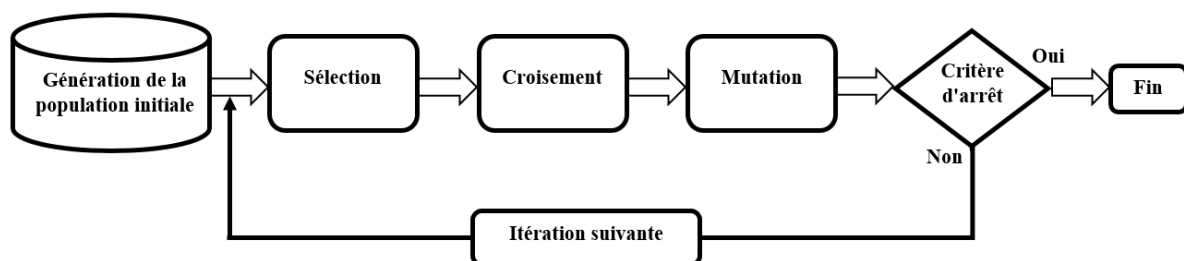 Génération de la
population initiale
Sélection
Croisement
Mutation
Critère
d'arrêt
Oui
Fin
Non
Itération suivante